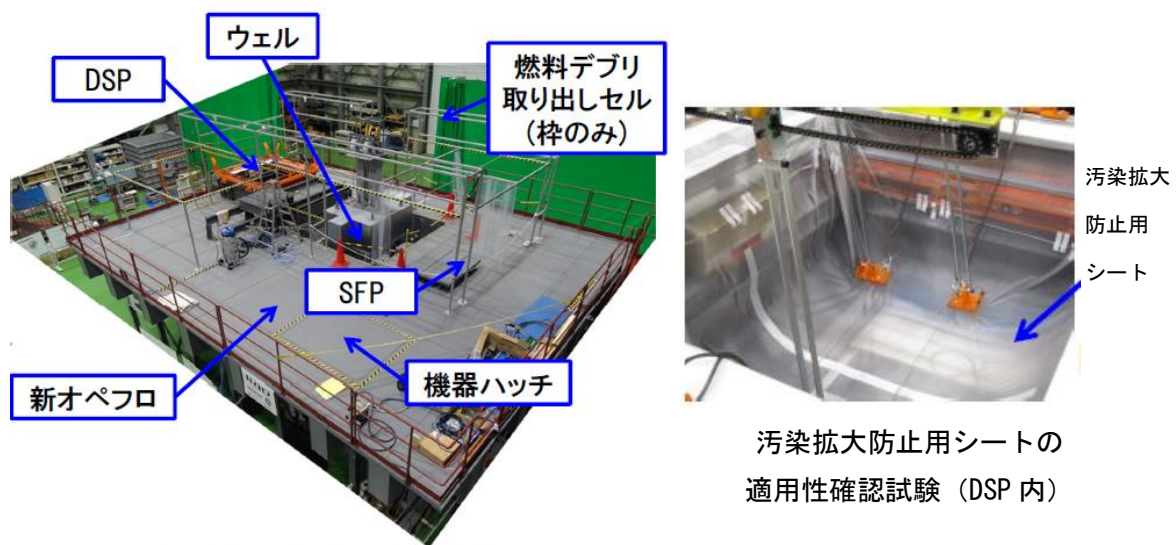 ウェル
DSP
燃料デブリ
取り出しセル
(枠のみ)
SFP
新オペフロ
機器ハッチ
汚染拡大
防止用
シート
汚染拡大防止用シートの
適用性確認試験（DSP 内）